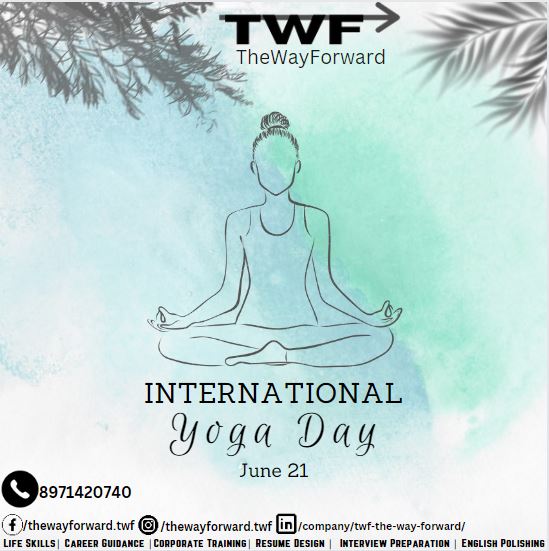 TWF
TheWayForward
INTERNATIONAL
Yoga Day
June 21
8971420740
/thewayforward.twf /thewayforward.twf in /company/twf-the-way-forward/
LIFE SKILLS| CAREER GUIDANCE |CORPORATE TRAINING| RESUME DESIGN | INTERVIEW PREPARATION | ENGLISH POLISHING